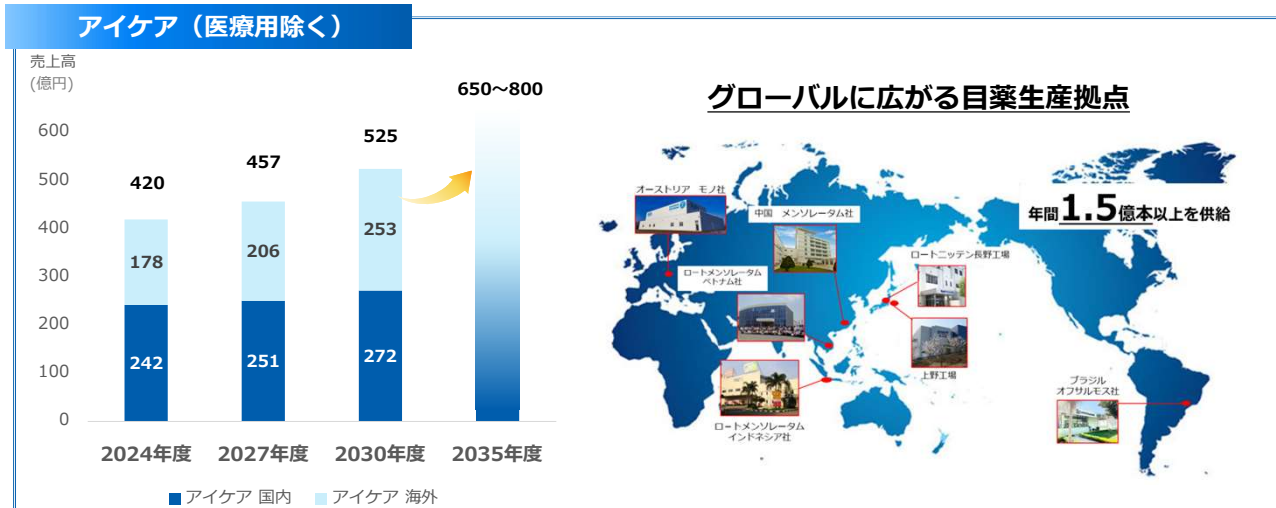 アイケア（医療用除く）
売上高
(億円)
600
500
400
300
200
100
0
420
178
242
457
206
251
525
253
272
650～800
2024年度
2027年度
2030年度
2035年度
アイケア 国内
アイケア 海外
グローバルに広がる目薬生産拠点
年間1.5億本以上を供給
オーストリア モノ社
中国 メンソレータム社
ロートニッテン長野工場
ロートメンソレータム
ベトナム社
上野工場
ロートメンソレータム
インドネシア社
ブラジル
オフサルモス社